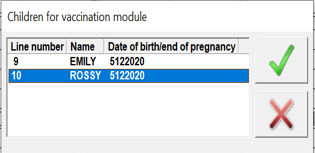 Children for vaccination module
Line number Name Date of birth/end of pregnancy
9 EMILY 5122020
10 ROSSY 5122020